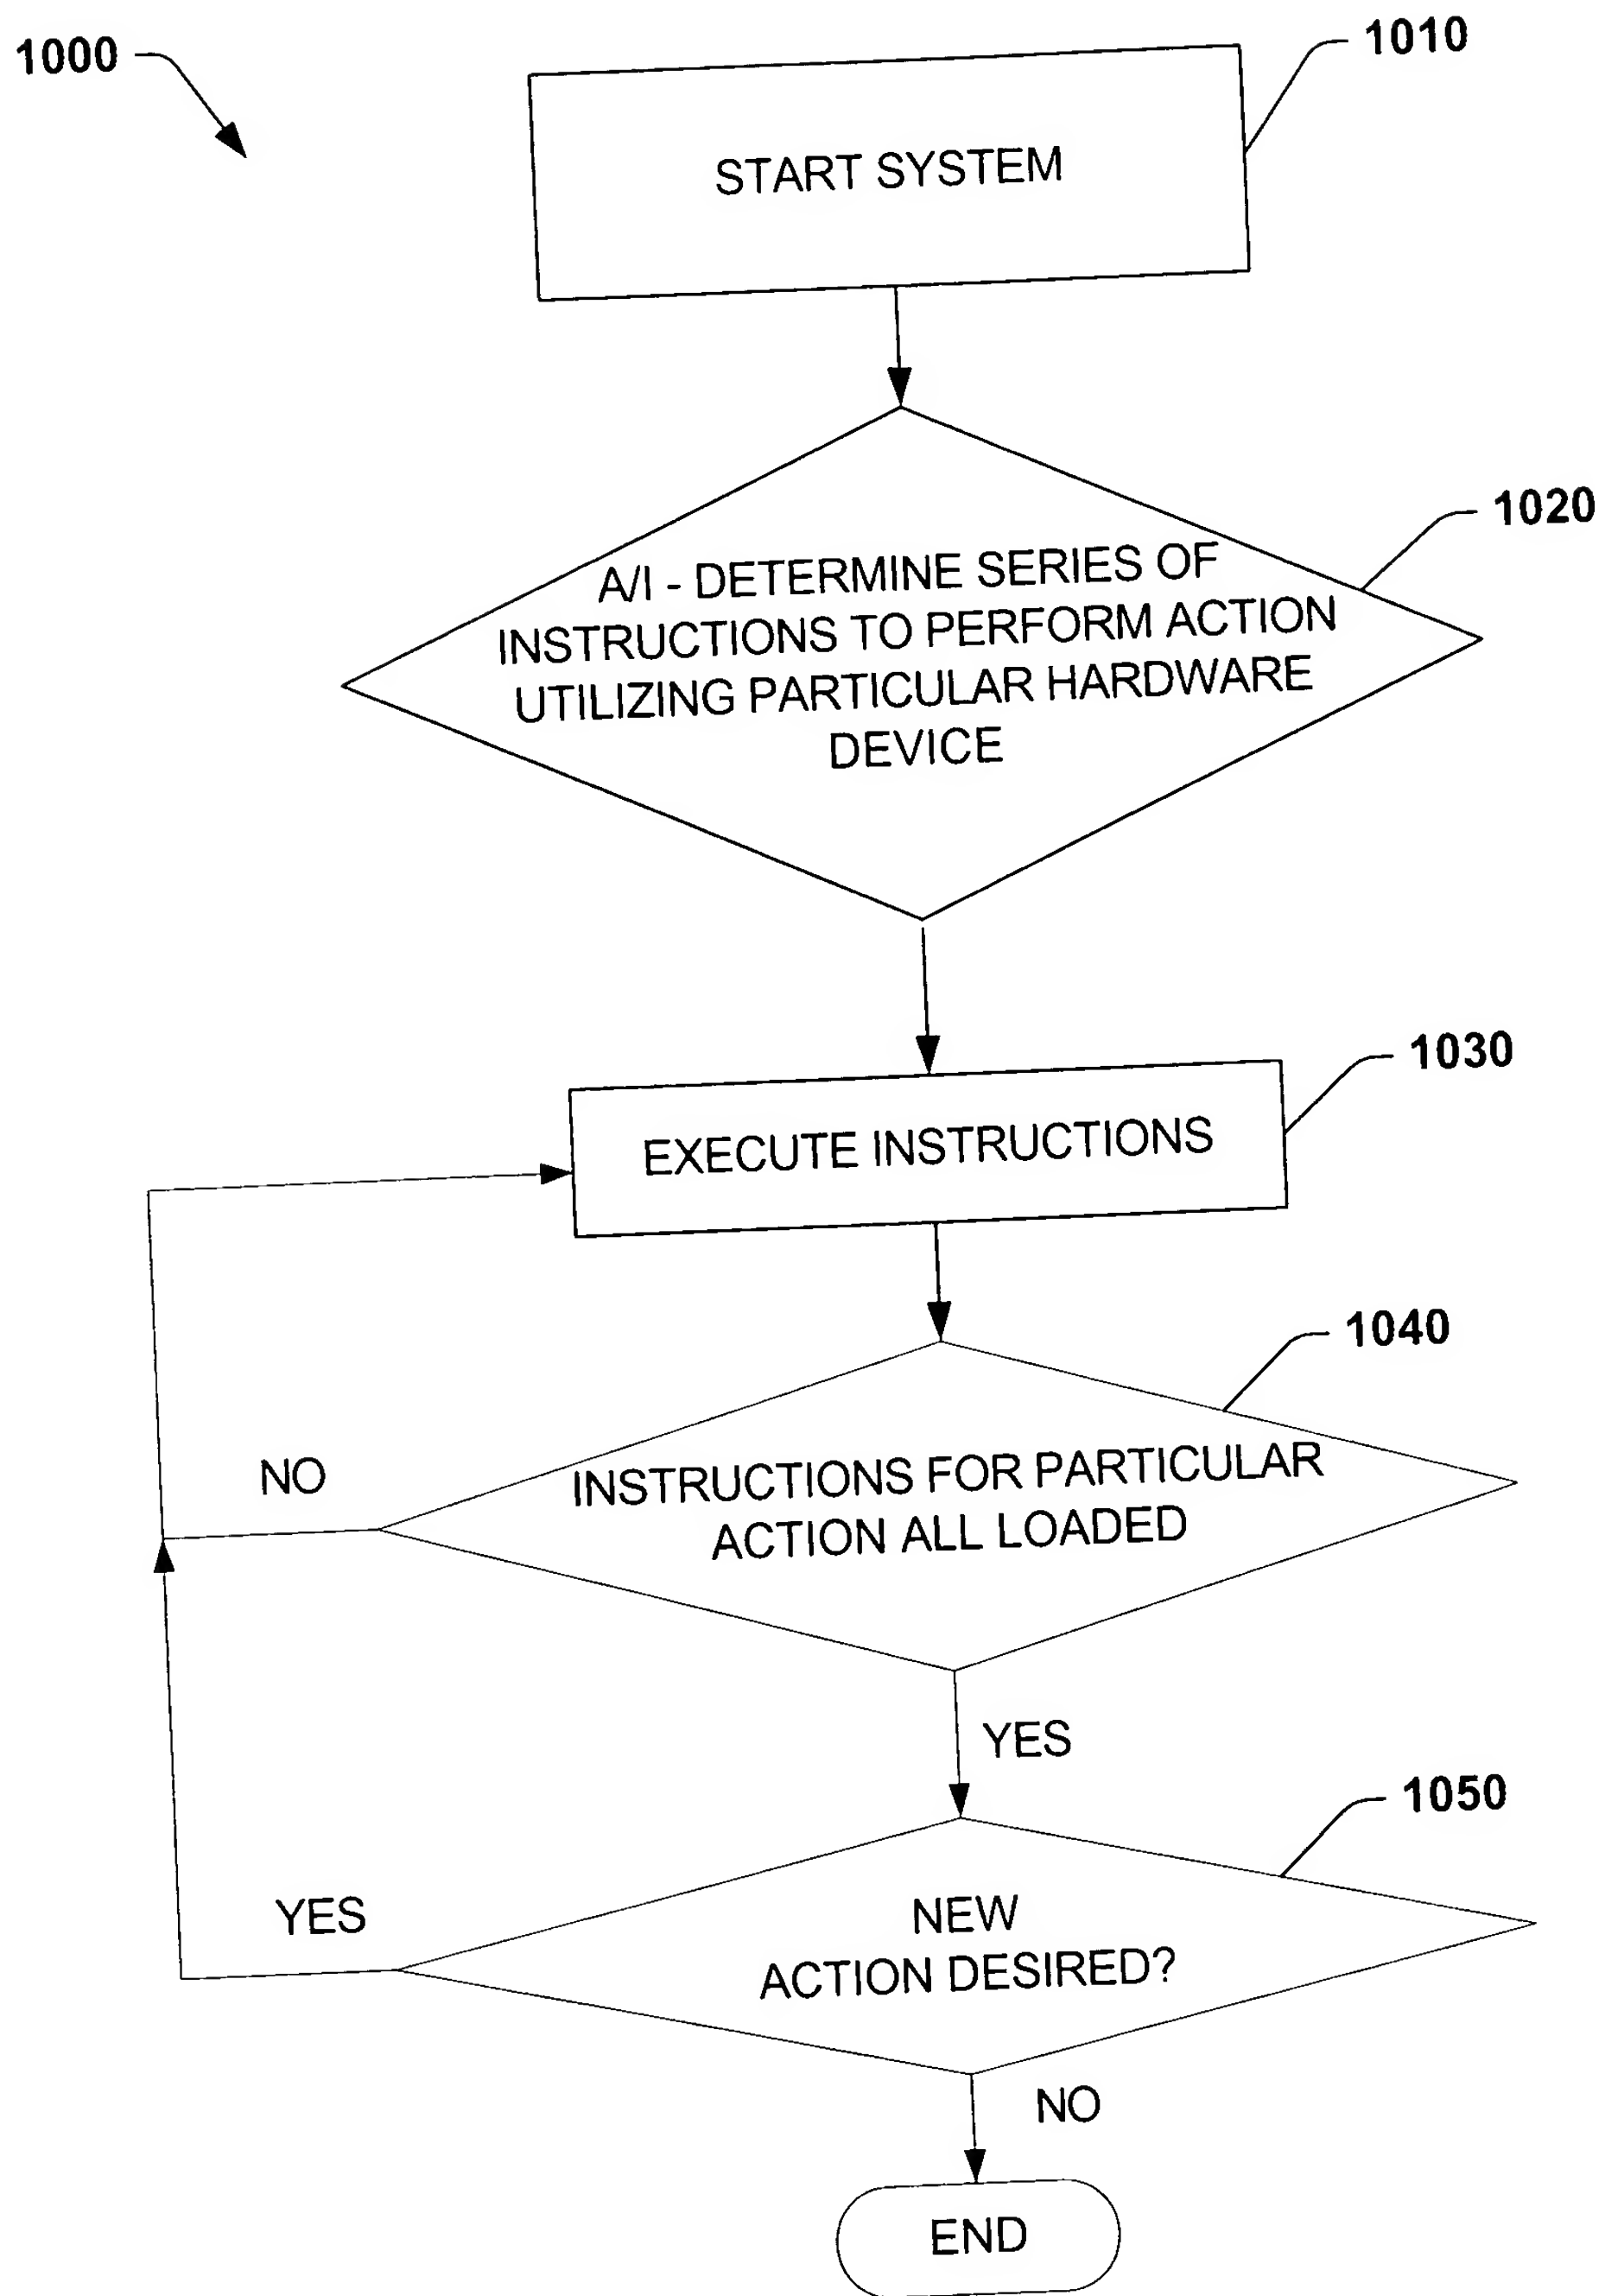 1000
1010
START SYSTEM
1020
A/I - DETERMINE SERIES OF
INSTRUCTIONS TO PERFORM ACTION
UTILIZING PARTICULAR HARDWARE
DEVICE
1030
EXECUTE INSTRUCTIONS
1040
NO
INSTRUCTIONS FOR PARTICULAR
ACTION ALL LOADED
YES
1050
YES
NEW
ACTION DESIRED?
NO
END